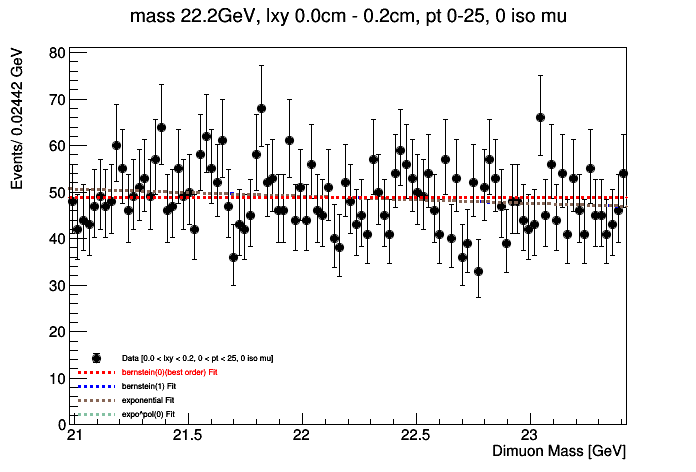 mass 22.2GeV, lxy 0.0cm - 0.2cm, pt 0-25, 0 iso mu
Events/ 0.02442 GeV
80
70
60
50
40
30
20
10
0
Data [0.0 < lxy < 0.2, 0 < pt < 25, 0 iso mu]
bernstein(0)(best order) Fit
bernstein(1) Fit
exponential Fit
expo*pol(0) Fit
21 21.5 22 22.5 23
Dimuon Mass [GeV]